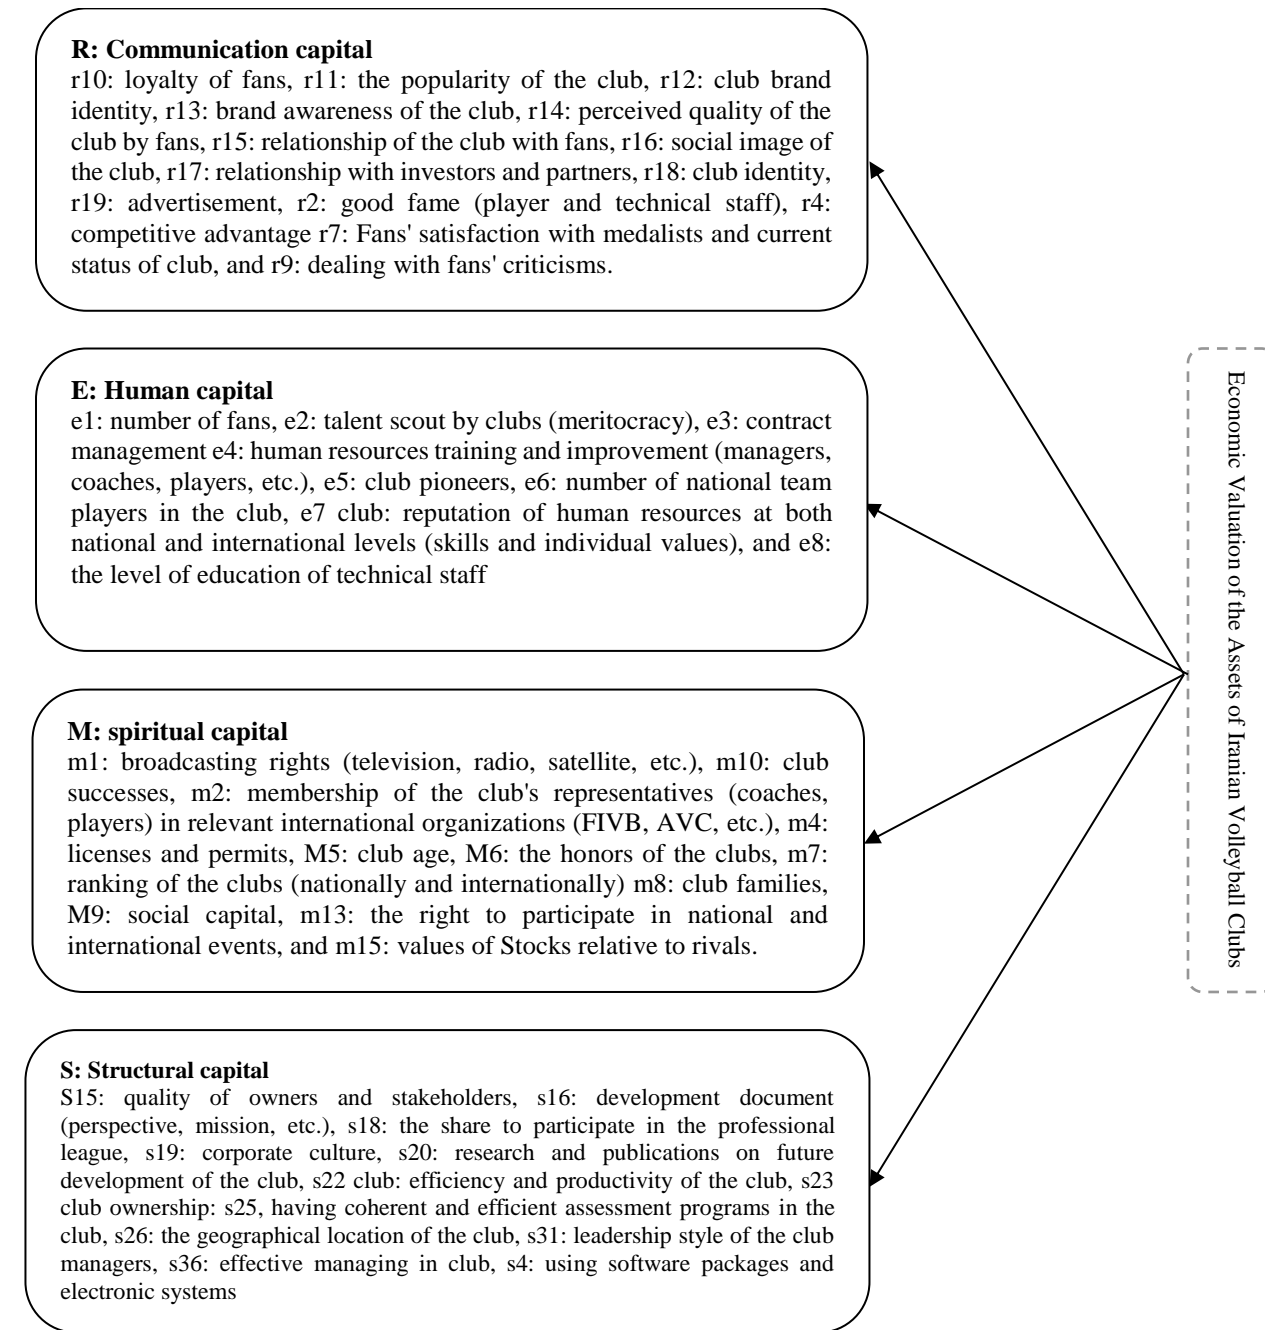 R: Communication capital
r10: loyalty of fans, r11: the popularity of the club, r12: club brand
identity, r13: brand awareness of the club, r14: perceived quality of the
club by fans, r15: relationship of the club with fans, r16: social image of
the club, r17: relationship with investors and partners, r18: club identity,
r19: advertisement, r2: good fame (player and technical staff), r4:
competitive advantage r7: Fans' satisfaction with medalists and current
status of club, and r9: dealing with fans' criticisms.
E: Human capital
e1: number of fans, e2: talent scout by clubs (meritocracy), e3: contract
management e4: human resources training and improvement (managers,
coaches, players, etc.), e5: club pioneers, e6: number of national team
players in the club, e7 club: reputation of human resources at both
national and international levels (skills and individual values), and e8:
the level of education of technical staff
M: spiritual capital
m1: broadcasting rights (television, radio, satellite, etc.), m10: club
successes, m2: membership of the club's representatives (coaches,
players) in relevant international organizations (FIVB, AVC, etc.), m4:
licenses and permits, M5: club age, M6: the honors of the clubs, m7:
ranking of the clubs (nationally and internationally) m8: club families,
M9: social capital, m13: the right to participate in national and
international events, and m15: values of Stocks relative to rivals.
S: Structural capital
S15: quality of owners and stakeholders, s16: development document
(perspective, mission, etc.), s18: the share to participate in the professional
league, s19: corporate culture, s20: research and publications on future
development of the club, s22 club: efficiency and productivity of the club, s23
club ownership: s25, having coherent and efficient assessment programs in the
club, s26: the geographical location of the club, s31: leadership style of the club
managers, s36: effective managing in club, s4: using software packages and
electronic systems
Economic Valuation of the Assets of Iranian Volleyball Clubs